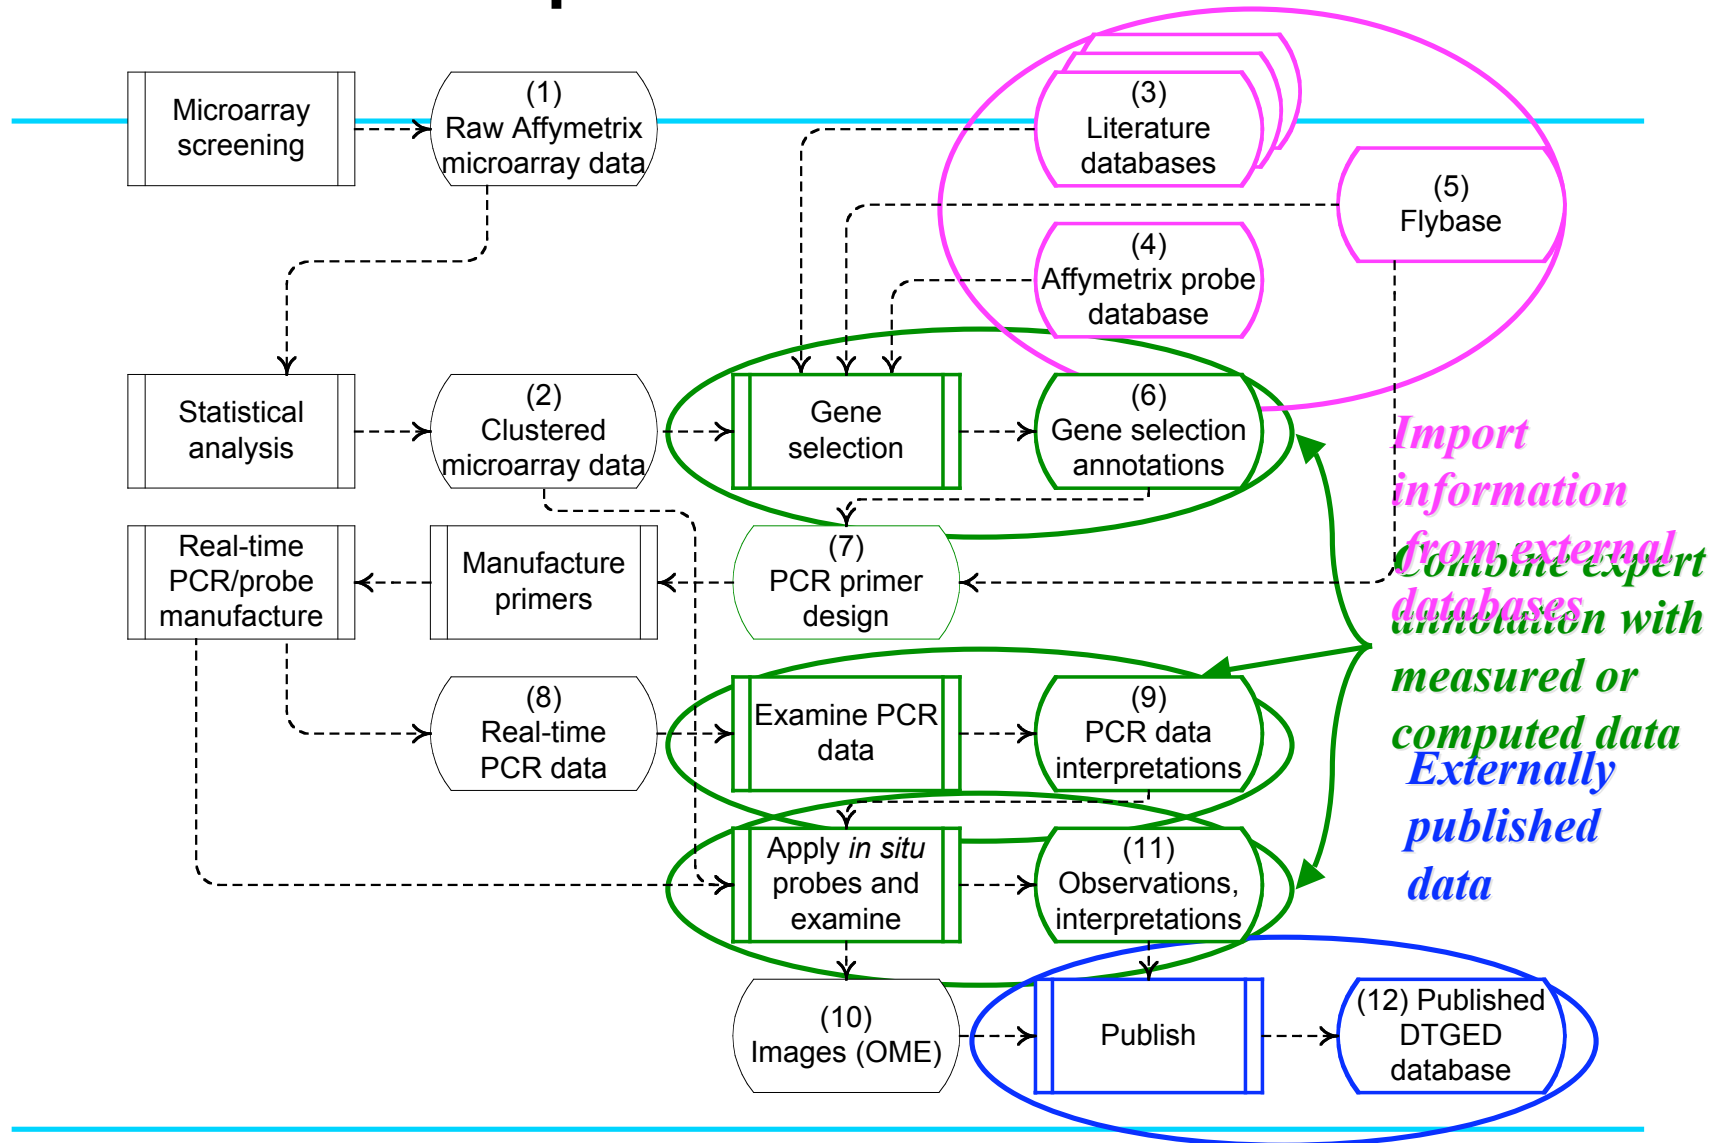 Microarray
screening
(1)
Raw Affymetrix
microarray data
(3)
Literature
databases
(5)
Flybase
(4)
Affymetrix probe
database
Statistical
analysis
(2)
Clustered
microarray data
Gene
selection
(6)
Gene selection
annotations
Import
information
from external
databases
Real-time
PCR/probe
manufacture
Manufacture
primers
(7)
PCR primer
design
Combine expert
annotation with
measured or
computed data
(8)
Real-time
PCR data
Examine PCR
data
(9)
PCR data
interpretations
Externally
published
data
Apply in situ
probes and
examine
(11)
Observations,
interpretations
(10)
Images (OME)
Publish
(12) Published
DTGED
database